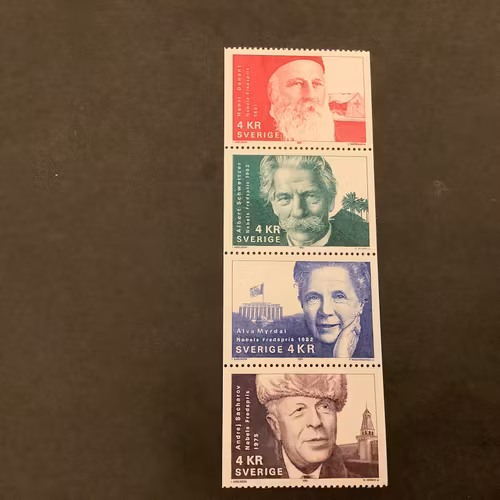 Henri Dunant
Nobels Fredspris
1901
4 KR
SVERIGE
Albert Schweitzer
Nobels Fredspris 1952
4 KR
SVERIGE
Alva Myrdal
Nobels Fredspris 1982
SVERIGE 4 KR
Andrej Sacharov
Nobels Fredspris
1975
4 KR
SVERIGE